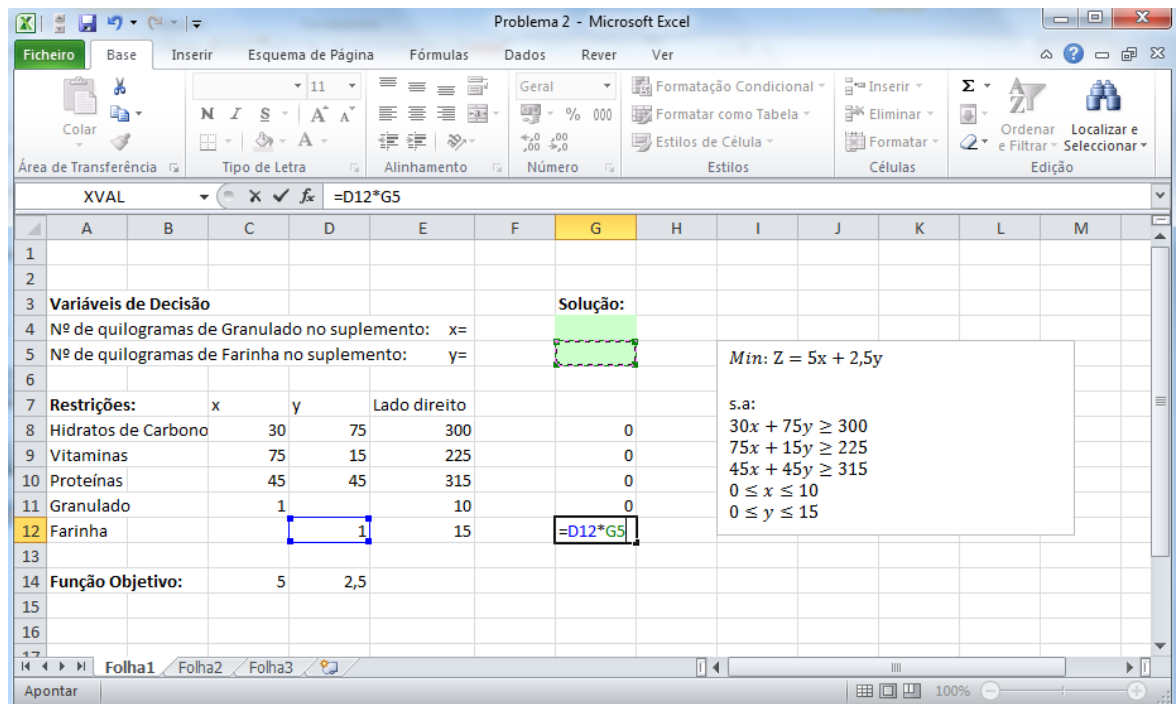 Problema 2 - Microsoft Excel
Ficheiro Base Inserir Esquema de Página Fórmulas Dados Rever Ver
Colar
11
N I S A A
A
Geral
% 000
,0 ,00
,00 ,0
Formatação Condicional
Formatar como Tabela
Estilos de Célula
Inserir
Eliminar
Formatar
Σ
Ordenar e Filtrar
Localizar e Seleccionar
Área de Transferência Tipo de Letra Alinhamento Número Estilos Células Edição
XVAL fx =D12*G5
A B C D E F G H I J K L M
1
2
3 Variáveis de Decisão Solução:
4 Nº de quilogramas de Granulado no suplemento: x=
5 Nº de quilogramas de Farinha no suplemento: y=
6
7 Restrições: x y Lado direito
8 Hidratos de Carbono 30 75 300 0
9 Vitaminas 75 15 225 0
10 Proteínas 45 45 315 0
11 Granulado 1 10 0
12 Farinha 1 15 =D12*G5
13
14 Função Objetivo: 5 2,5
15
16
17
Min: Z = 5x + 2,5y
s.a:
30x + 75y ≥ 300
75x + 15y ≥ 225
45x + 45y ≥ 315
0 ≤ x ≤ 10
0 ≤ y ≤ 15
Folha1 Folha2 Folha3
Apontar 100%